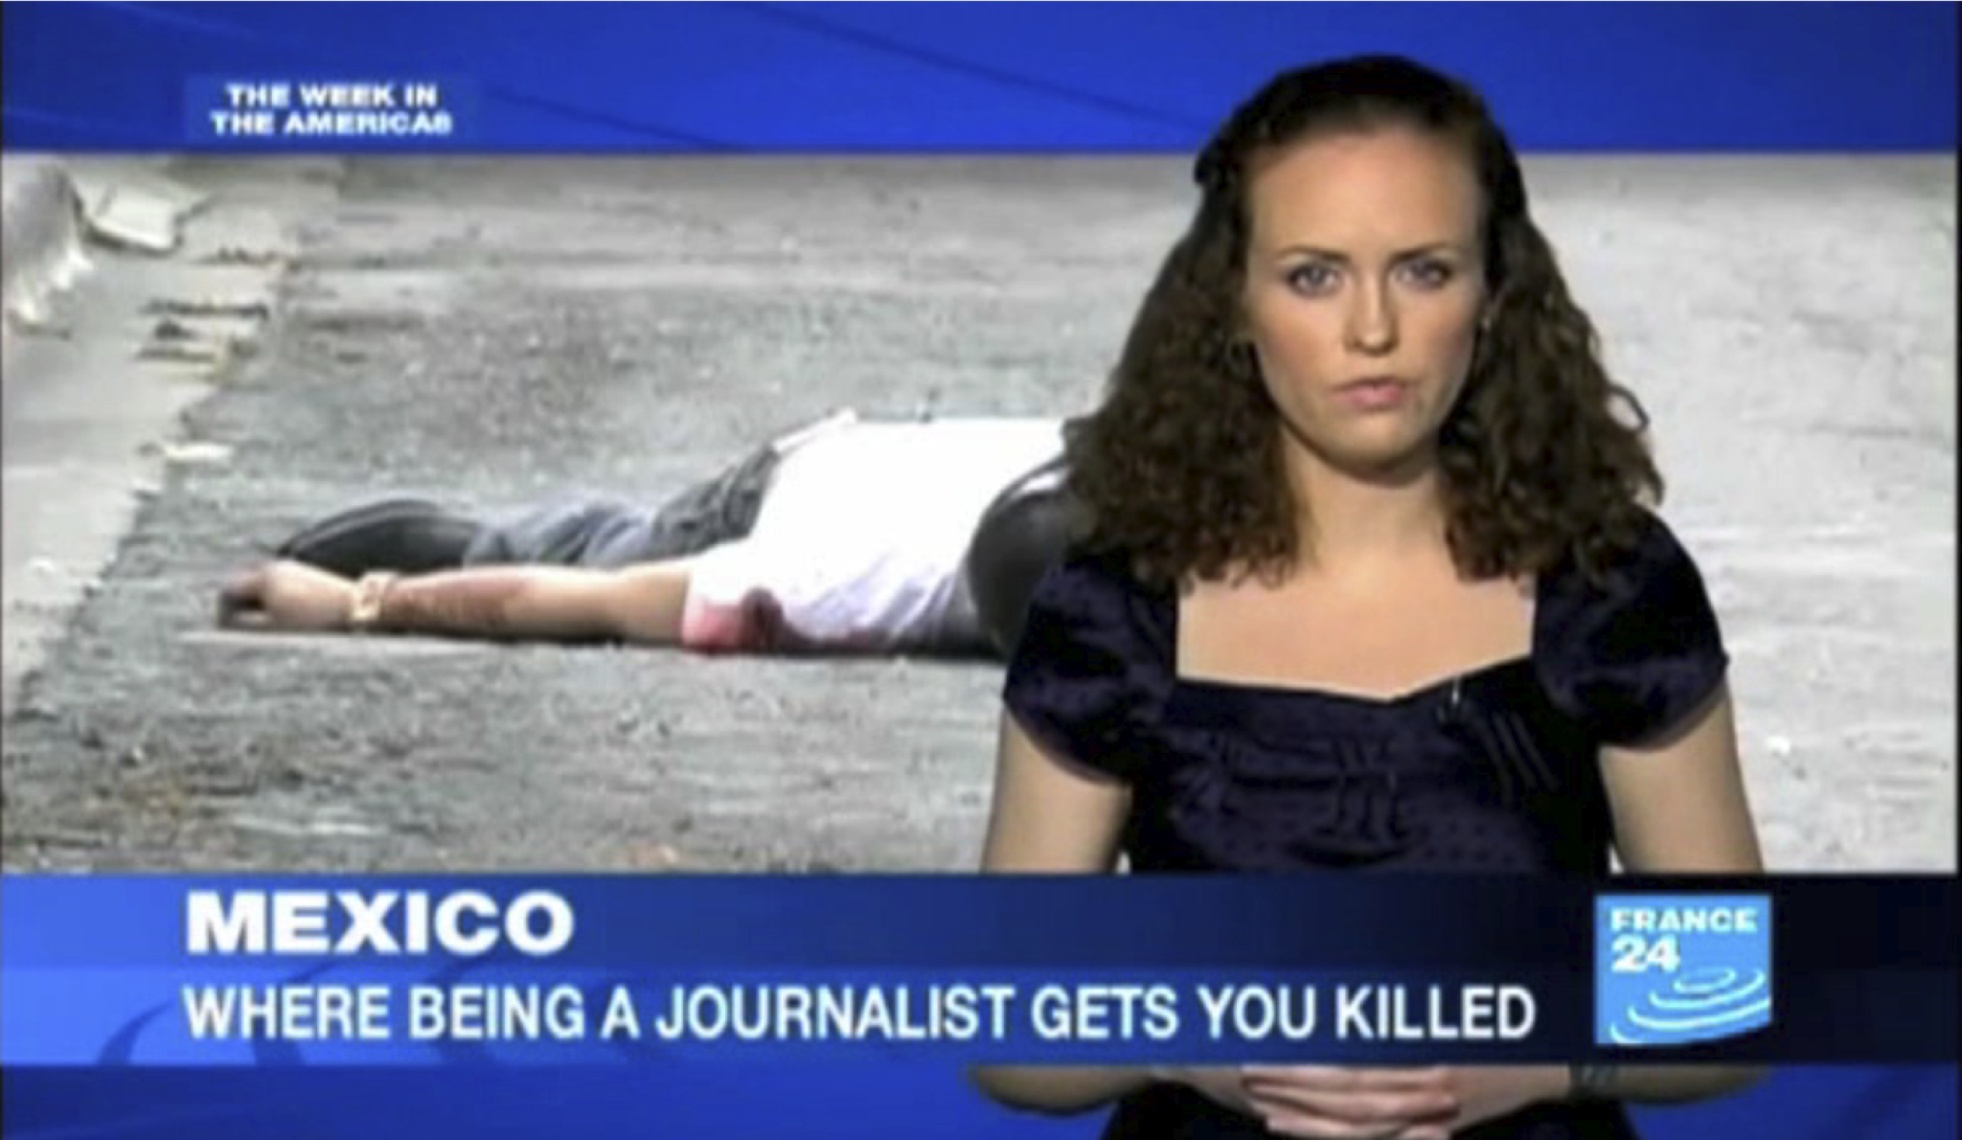 THE WEEK IN
THE AMERICAS
MEXICO
WHERE BEING A JOURNALIST GETS YOU KILLED
FRANCE
24